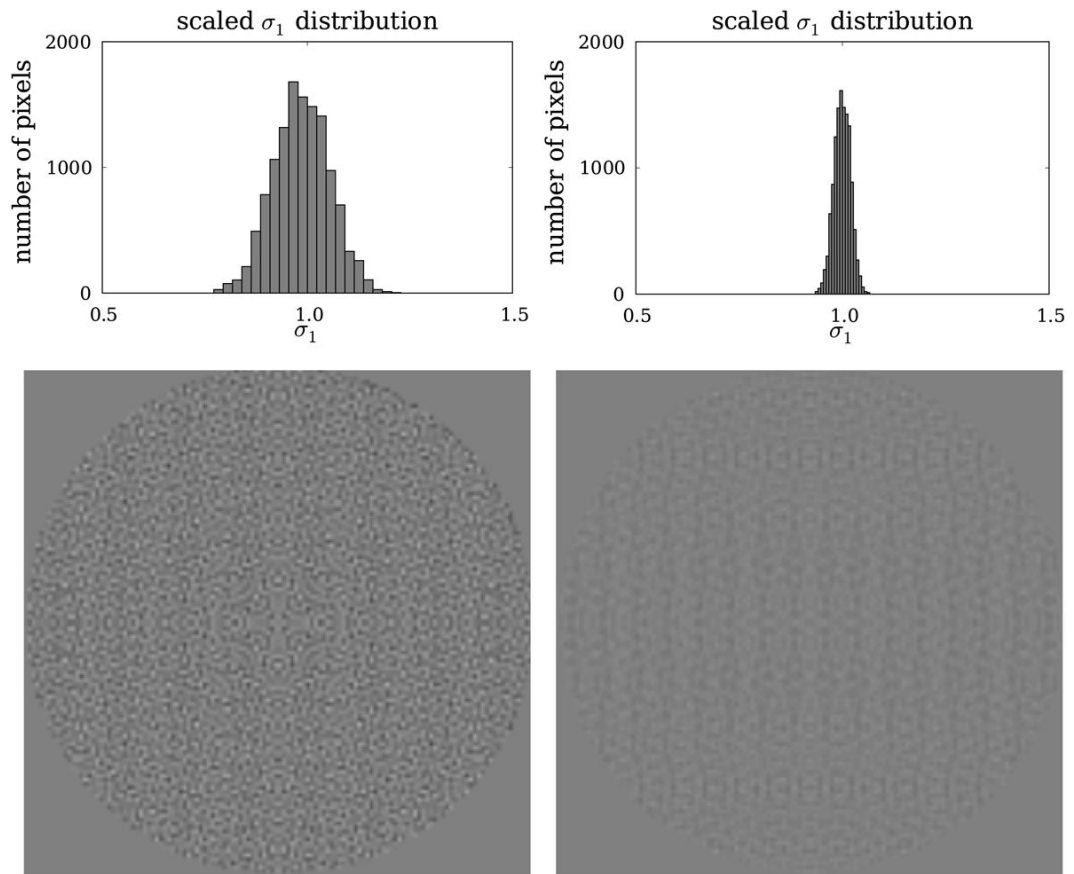 scaled σ₁ distribution
number of pixels
2000
1000
0
0.5
1.0
1.5
σ₁
scaled σ₁ distribution
number of pixels
2000
1000
0
0.5
1.0
1.5
σ₁